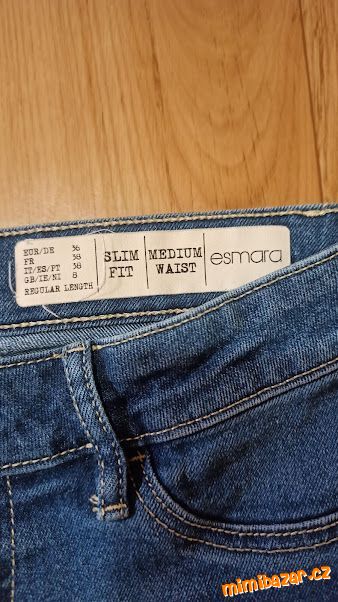 EUR/DE 36
FR 38
IT/ES/PT 38
GB/IE/NI 8
REGULAR LENGTH
SLIM
FIT
MEDIUM
WAIST
esmara
mimibazar.cz